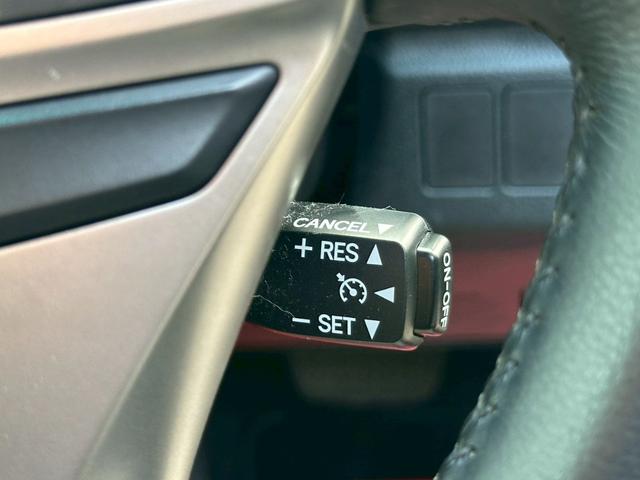 CANCEL ▼
+ RES ▲
◀
− SET ▼
ON-OFF